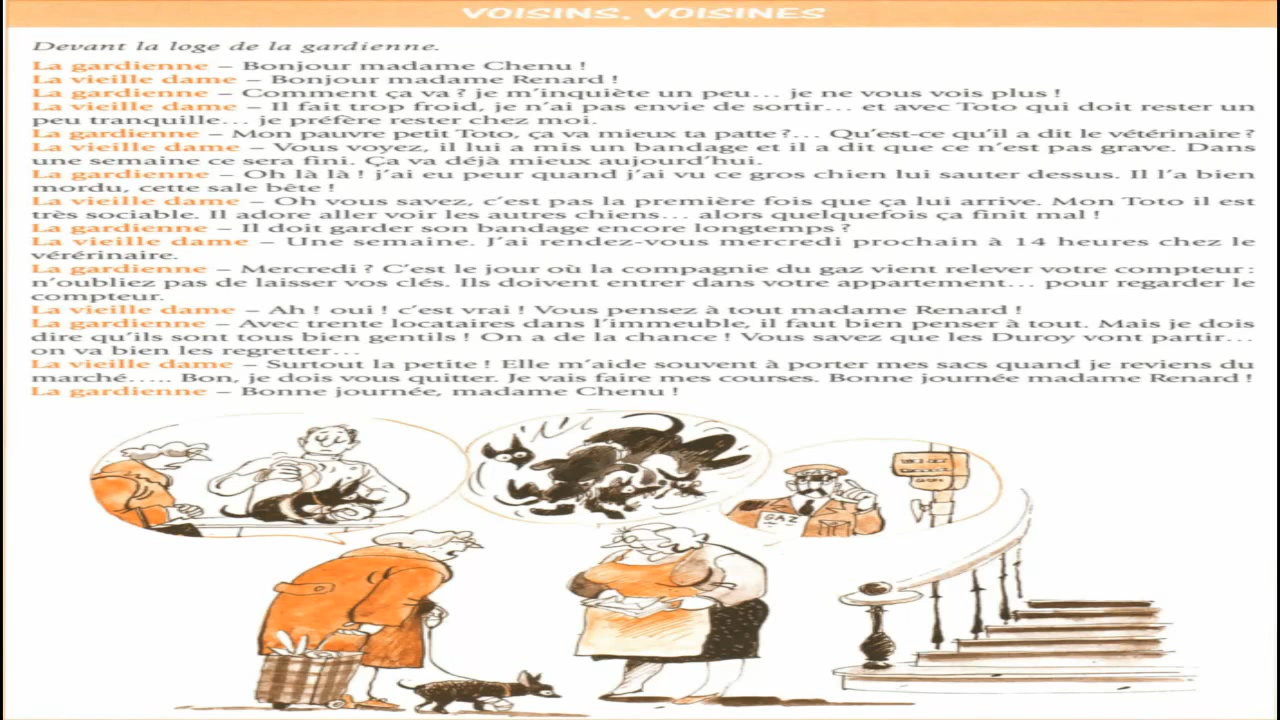 VOISINS, VOISINES
Devant la loge de la gardienne.
La gardienne – Bonjour madame Chenu !
La vieille dame – Bonjour madame Renard !
La gardienne – Comment ça va ? je m'inquiète un peu... je ne vous vois plus !
La vieille dame – Il fait trop froid, je n'ai pas envie de sortir... et avec Toto qui doit rester un
peu tranquille... je préfère rester chez moi.
La gardienne – Mon pauvre petit Toto, ça va mieux ta patte ?... Qu'est-ce qu'il a dit le vétérinaire ?
La vieille dame – Vous voyez, il lui a mis un bandage et il a dit que ce n'est pas grave. Dans
une semaine ce sera fini. Ça va déjà mieux aujourd'hui.
La gardienne – Oh là là ! j'ai eu peur quand j'ai vu ce gros chien lui sauter dessus. Il l'a bien
mordu, cette sale bête !
La vieille dame – Oh vous savez, c'est pas la première fois que ça lui arrive. Mon Toto il est
très sociable. Il adore aller voir les autres chiens... alors quelquefois ça finit mal !
La gardienne – Il doit garder son bandage encore longtemps ?
La vieille dame – Une semaine. J'ai rendez-vous mercredi prochain à 14 heures chez le
vérérinaire.
La gardienne – Mercredi ? C'est le jour où la compagnie du gaz vient relever votre compteur :
n'oubliez pas de laisser vos clés. Ils doivent entrer dans votre appartement... pour regarder le
compteur.
La vieille dame – Ah ! oui ! c'est vrai ! Vous pensez à tout madame Renard !
La gardienne – Avec trente locataires dans l'immeuble, il faut bien penser à tout. Mais je dois
dire qu'ils sont tous bien gentils ! On a de la chance ! Vous savez que les Duroy vont partir...
on va bien les regretter...
La vieille dame – Surtout la petite ! Elle m'aide souvent à porter mes sacs quand je reviens du
marché..... Bon, je dois vous quitter. Je vais faire mes courses. Bonne journée madame Renard !
La gardienne – Bonne journée, madame Chenu !
GAZ